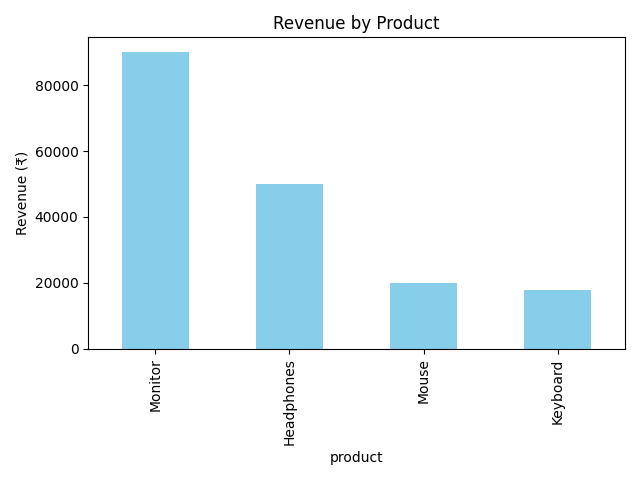 Revenue by Product
Revenue (₹)
80000
60000
40000
20000
0
Monitor
Headphones
Mouse
Keyboard
product